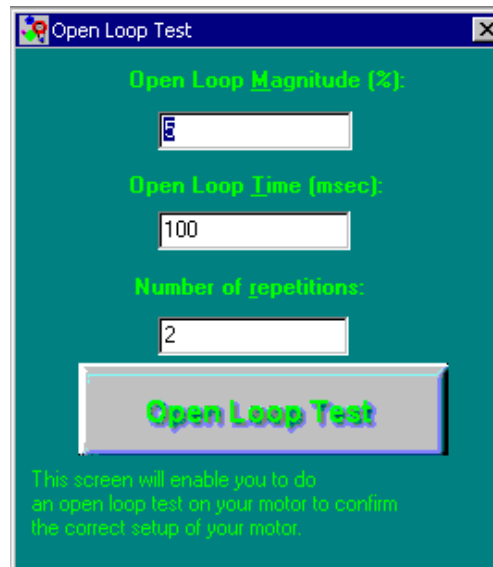 Open Loop Test
Open Loop Magnitude (%):
5
Open Loop Time (msec):
100
Number of repetitions:
2
Open Loop Test
This screen will enable you to do
an open loop test on your motor to confirm
the correct setup of your motor.